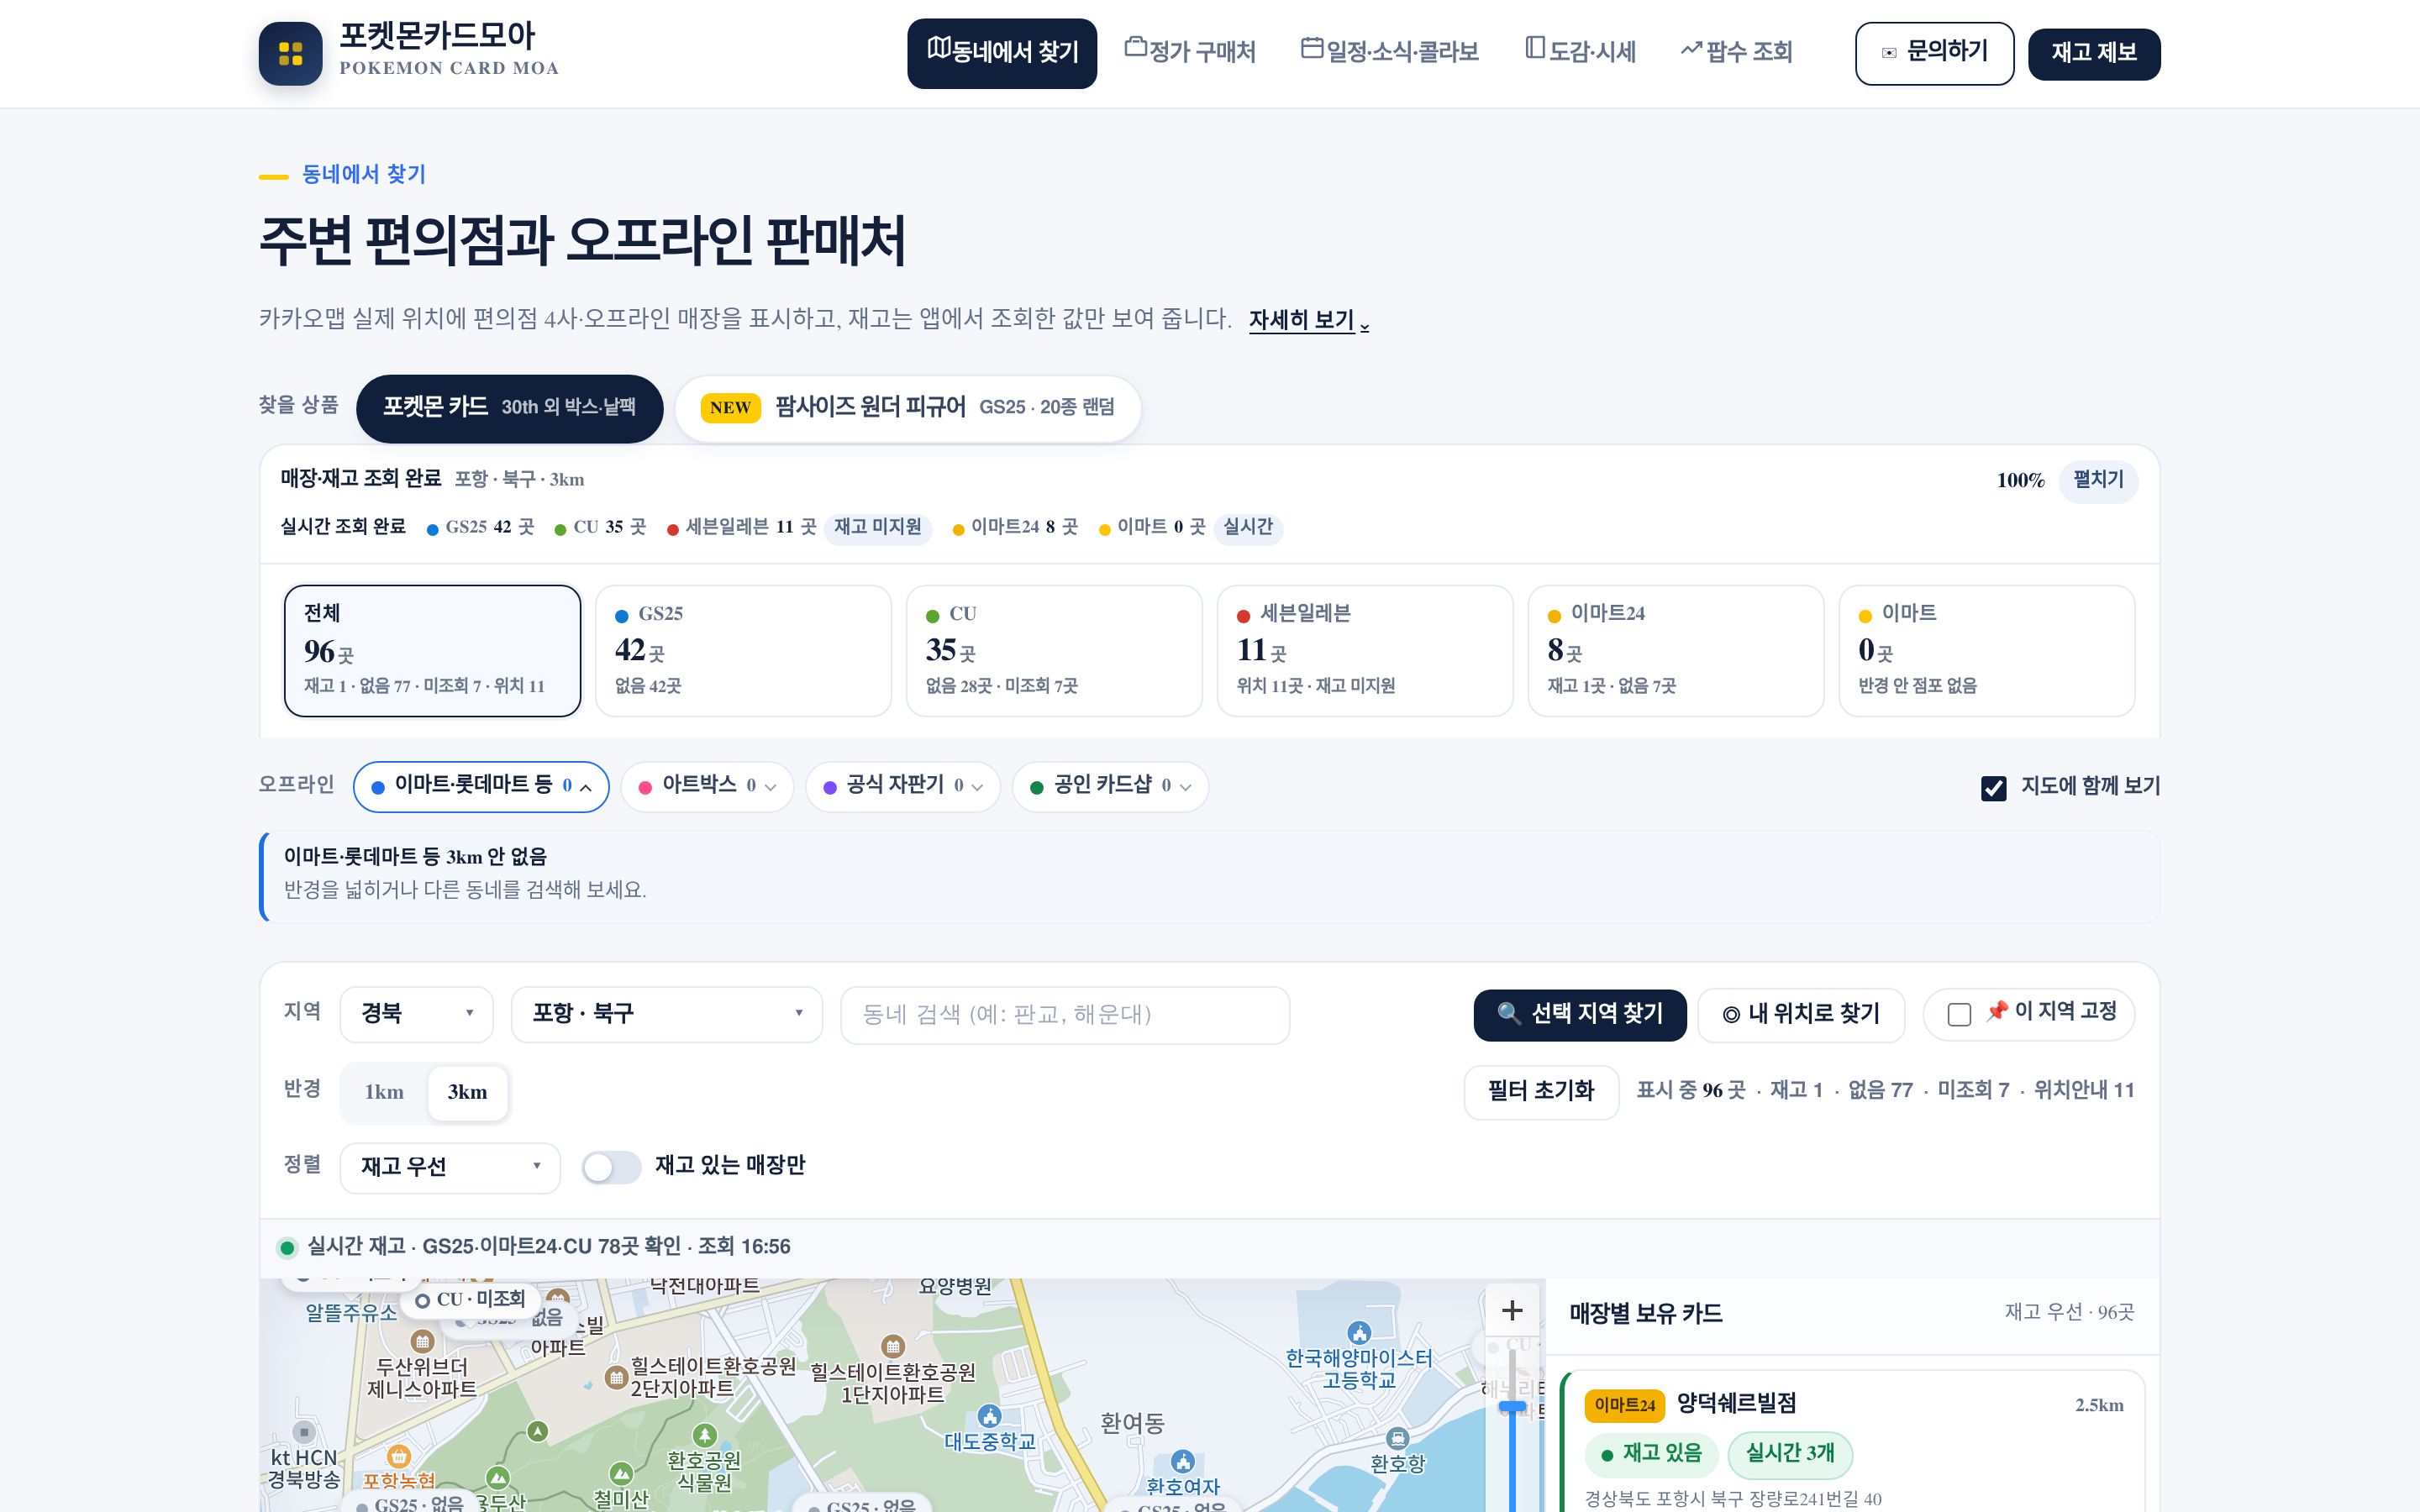 포켓몬카드모아
POKEMON CARD MOA
동네에서 찾기
정가 구매처
일정·소식·콜라보
도감·시세
팝수 조회
문의하기
재고 제보
동네에서 찾기
주변 편의점과 오프라인 판매처
카카오맵 실제 위치에 편의점 4사·오프라인 매장을 표시하고, 재고는 앱에서 조회한 값만 보여 줍니다. 자세히 보기
찾을 상품
포켓몬 카드 30th 외 박스·낱팩
NEW 팜사이즈 원더 피규어 GS25 · 20종 랜덤
매장·재고 조회 완료 포항 · 북구 · 3km
100% 펼치기
실시간 조회 완료 GS25 42 곳 CU 35 곳 세븐일레븐 11 곳 재고 미지원 이마트24 8 곳 이마트 0 곳 실시간
전체
96곳
재고 1 · 없음 77 · 미조회 7 · 위치 11
GS25
42곳
없음 42곳
CU
35곳
없음 28곳 · 미조회 7곳
세븐일레븐
11곳
위치 11곳 · 재고 미지원
이마트24
8곳
재고 1곳 · 없음 7곳
이마트
0곳
반경 안 점포 없음
오프라인 이마트·롯데마트 등 0 아트박스 0 공식 자판기 0 공인 카드샵 0
지도에 함께 보기
이마트·롯데마트 등 3km 안 없음
반경을 넓히거나 다른 동네를 검색해 보세요.
지역 경북 포항 · 북구 동네 검색 (예: 판교, 해운대)
선택 지역 찾기
내 위치로 찾기
이 지역 고정
반경 1km 3km
필터 초기화
표시 중 96 곳 · 재고 1 · 없음 77 · 미조회 7 · 위치안내 11
정렬 재고 우선 재고 있는 매장만
실시간 재고 · GS25·이마트24·CU 78곳 확인 · 조회 16:56
낙천대아파트
요양병원
알뜰주유소
CU · 미조회
없음
아파트
두산위브더
제니스아파트
힐스테이트환호공원
2단지아파트
힐스테이트환호공원
1단지아파트
한국해양마이스터
고등학교
CU
대도중학교
환여동
kt HCN
경북방송
포항농협
환호공원
식물원
철미산
환호여자
환호항
GS25 · 없음
GS25 · 없음
GS25 · 없음
매장별 보유 카드
재고 우선 · 96곳
이마트24 양덕쉐르빌점
2.5km
재고 있음 실시간 3개
경상북도 포항시 북구 장량로241번길 40